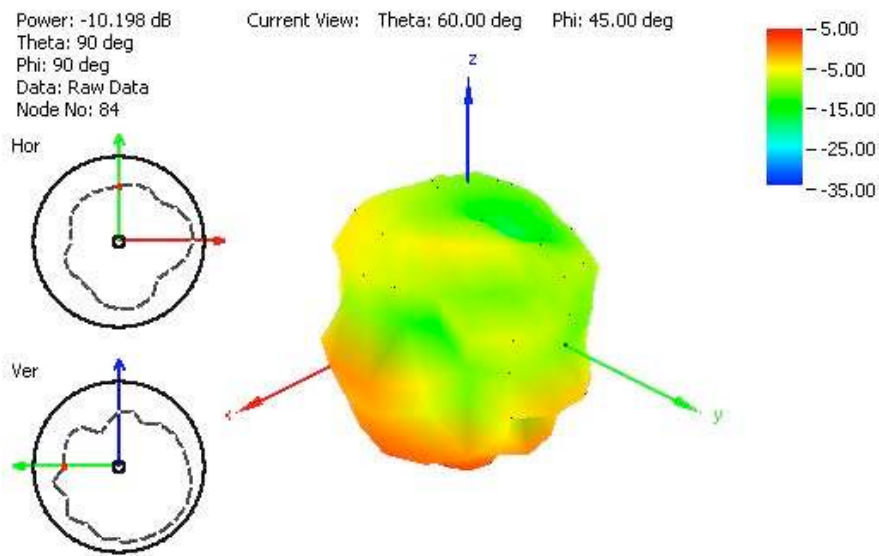 Power: -10.198 dB
Theta: 90 deg
Phi: 90 deg
Data: Raw Data
Node No: 84
Current View: Theta: 60.00 deg Phi: 45.00 deg
Hor
Ver
z
x
y
5.00
-5.00
-15.00
-25.00
-35.00